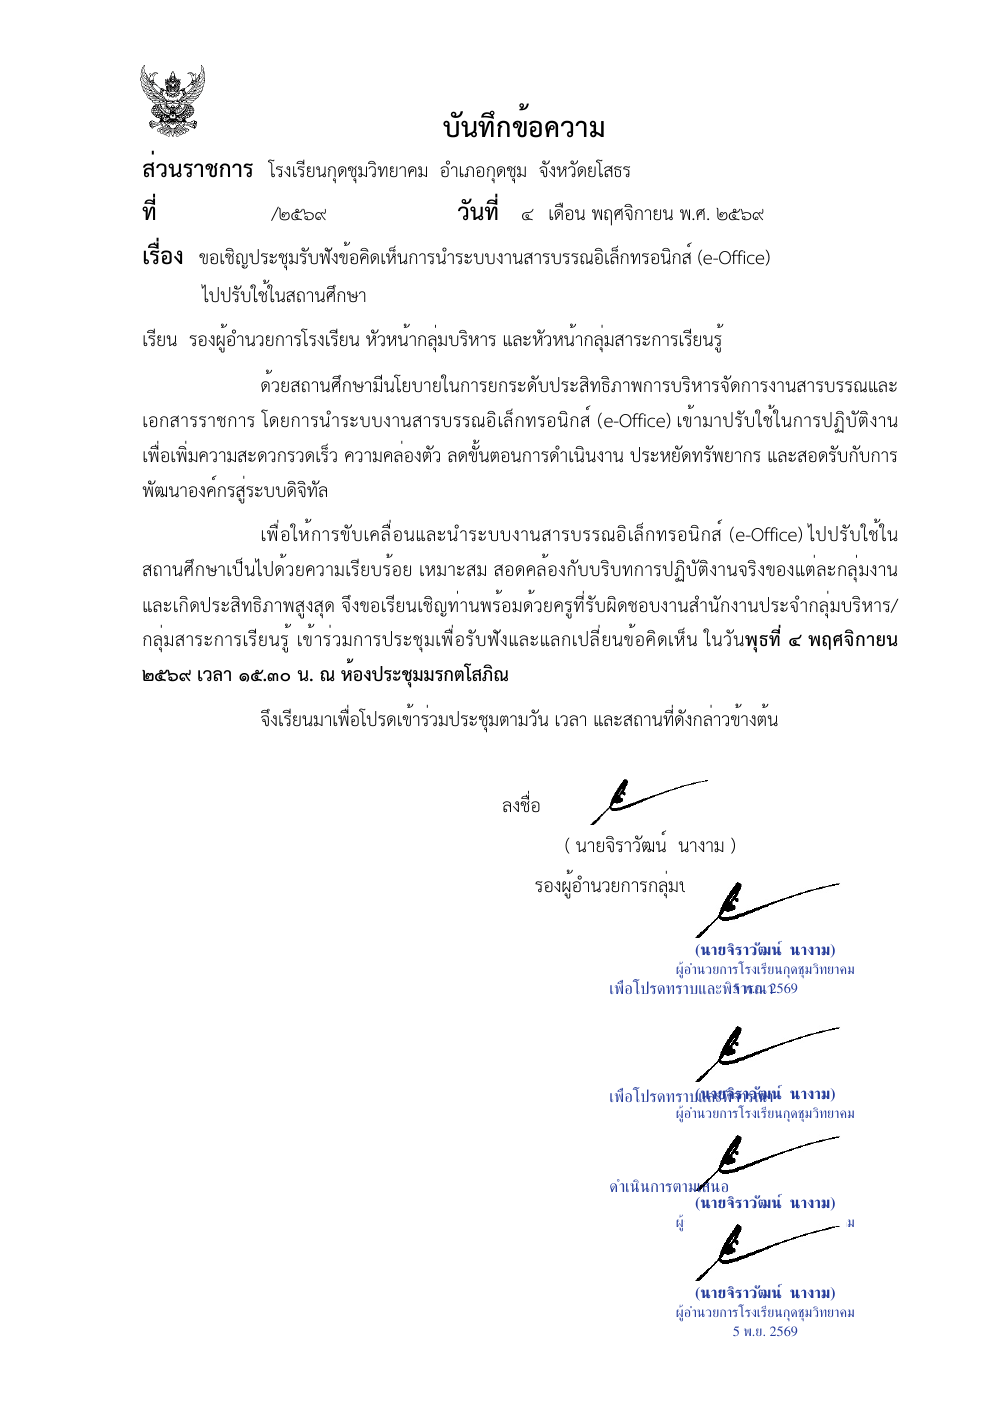 บันทึกข้อความ
ส่วนราชการ โรงเรียนกุดชุมวิทยาคม อำเภอกุดชุม จังหวัดยโสธร
ที่ /๒๕๖๙ วันที่ ๔ เดือน พฤศจิกายน พ.ศ. ๒๕๖๙
เรื่อง ขอเชิญประชุมรับฟังข้อคิดเห็นการนำระบบงานสารบรรณอิเล็กทรอนิกส์ (e-Office)
ไปปรับใช้ในสถานศึกษา
เรียน รองผู้อำนวยการโรงเรียน หัวหน้ากลุ่มบริหาร และหัวหน้ากลุ่มสาระการเรียนรู้
ด้วยสถานศึกษามีนโยบายในการยกระดับประสิทธิภาพการบริหารจัดการงานสารบรรณและ
เอกสารราชการ โดยการนำระบบงานสารบรรณอิเล็กทรอนิกส์ (e-Office) เข้ามาปรับใช้ในการปฏิบัติงาน
เพื่อเพิ่มความสะดวกรวดเร็ว ความคล่องตัว ลดขั้นตอนการดำเนินงาน ประหยัดทรัพยากร และสอดรับกับการ
พัฒนาองค์กรสู่ระบบดิจิทัล
เพื่อให้การขับเคลื่อนและนำระบบงานสารบรรณอิเล็กทรอนิกส์ (e-Office) ไปปรับใช้ใน
สถานศึกษาเป็นไปด้วยความเรียบร้อย เหมาะสม สอดคล้องกับบริบทการปฏิบัติงานจริงของแต่ละกลุ่มงาน
และเกิดประสิทธิภาพสูงสุด จึงขอเรียนเชิญท่านพร้อมด้วยครูที่รับผิดชอบงานสำนักงานประจำกลุ่มบริหาร/
กลุ่มสาระการเรียนรู้ เข้าร่วมการประชุมเพื่อรับฟังและแลกเปลี่ยนข้อคิดเห็น ในวันพุธที่ ๔ พฤศจิกายน
๒๕๖๙ เวลา ๑๕.๓๐ น. ณ ห้องประชุมมรกตโสภิณ
จึงเรียนมาเพื่อโปรดเข้าร่วมประชุมตามวัน เวลา และสถานที่ดังกล่าวข้างต้น
ลงชื่อ
( นายจิราวัฒน์ นางาม )
รองผู้อำนวยการกลุ่ม
(นายจิราวัฒน์ นางาม)
ผู้อำนวยการโรงเรียนกุดชุมวิทยาคม
เพื่อโปรดทราบและพิจารณา 5 พ.ย. 2569
(นายจิราวัฒน์ นางาม)
เพื่อโปรดทราบและพิจารณา
ผู้อำนวยการโรงเรียนกุดชุมวิทยาคม
ดำเนินการตามเสนอ
(นายจิราวัฒน์ นางาม)
ผู้ ม
(นายจิราวัฒน์ นางาม)
ผู้อำนวยการโรงเรียนกุดชุมวิทยาคม
5 พ.ย. 2569